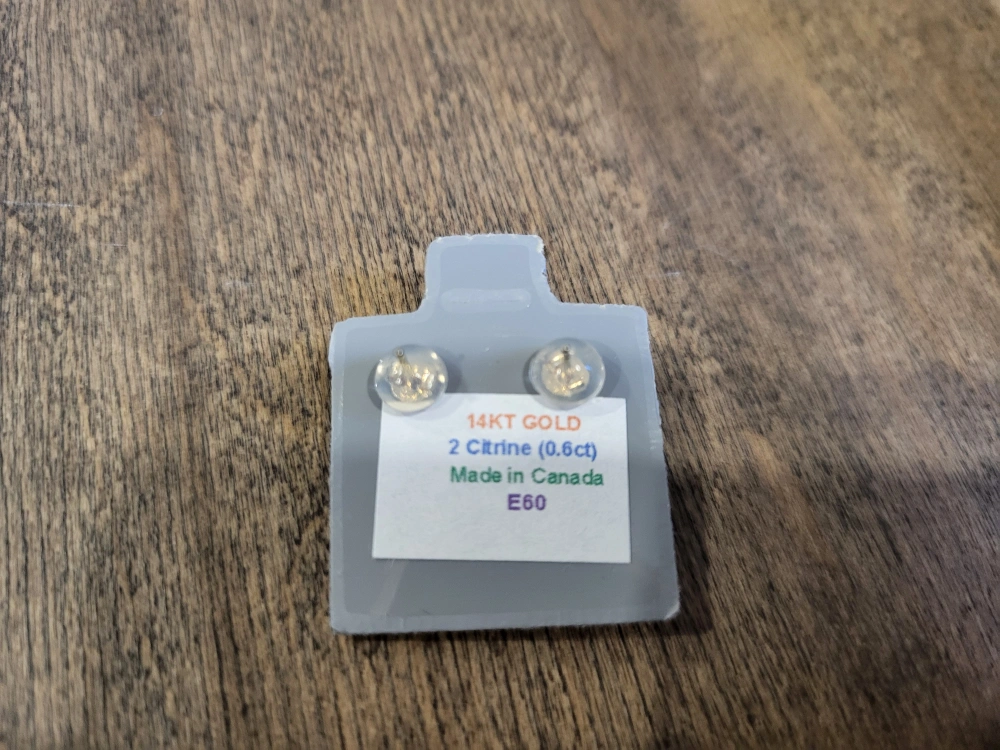 14KT GOLD
2 Citrine (0.6ct)
Made in Canada
E60